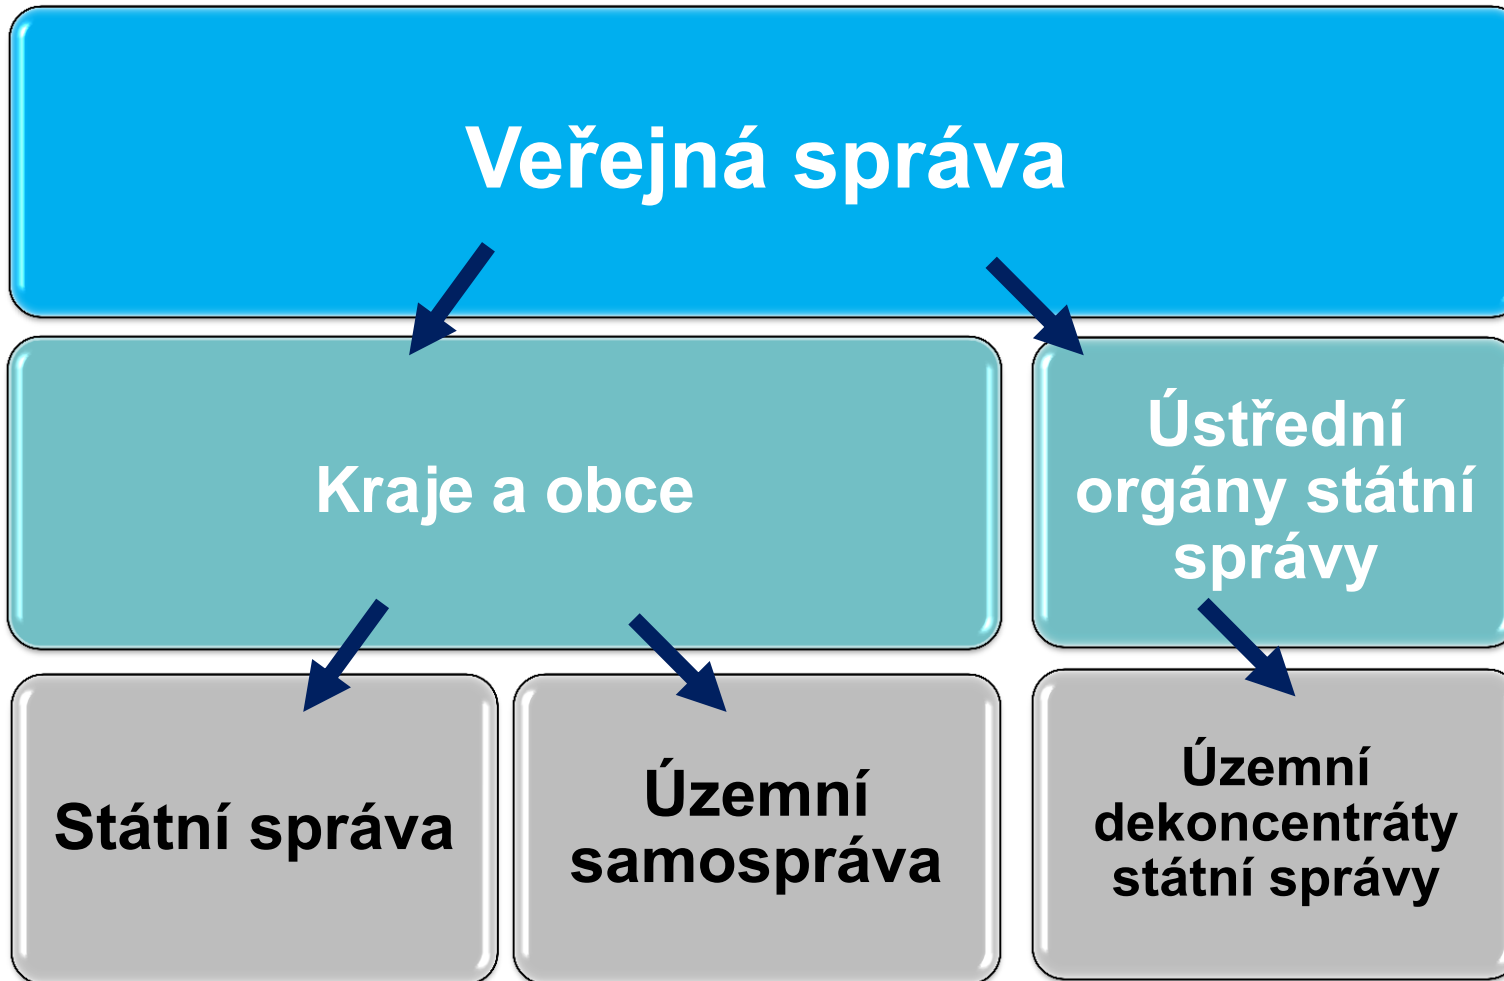 Veřejná správa
Kraje a obce
Ústřední
orgány státní
správy
Státní správa
Územní
samospráva
Územní
dekoncentráty
státní správy